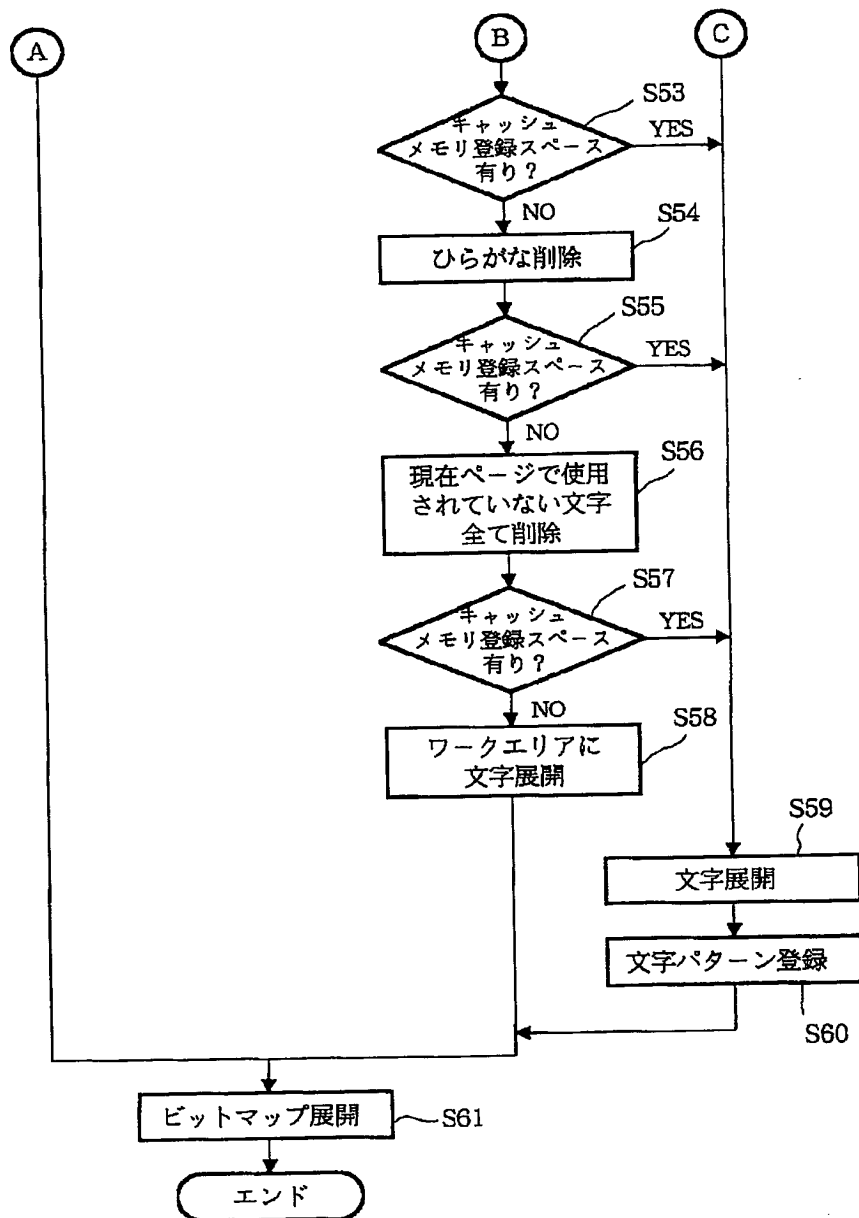 A
B
C
S53
キャッシュ
メモリ登録スペース
有り?
YES
NO
S54
ひらがな削除
S55
キャッシュ
メモリ登録スペース
有り?
YES
NO
S56
現在ページで使用
されていない文字
全て削除
S57
キャッシュ
メモリ登録スペース
有り?
YES
NO
S58
ワークエリアに
文字展開
S59
文字展開
文字パターン登録
S60
ビットマップ展開
S61
エンド